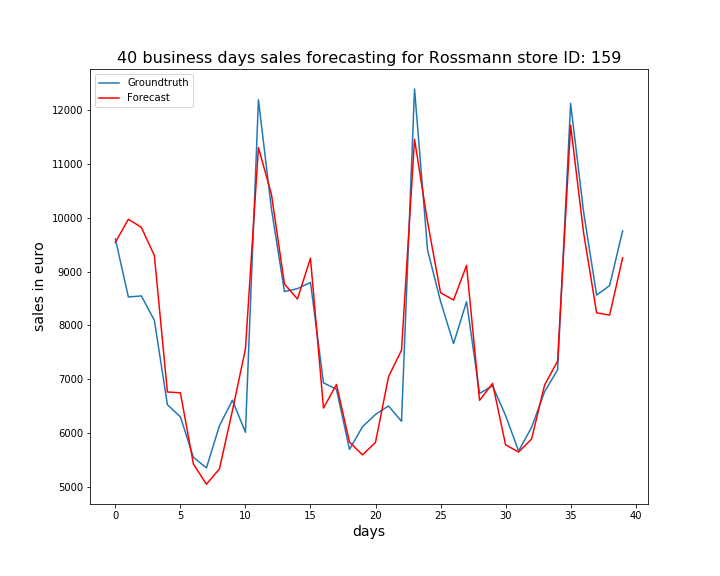 40 business days sales forecasting for Rossmann store ID: 159
Groundtruth
Forecast
sales in euro
12000
11000
10000
9000
8000
7000
6000
5000
0 5 10 15 20 25 30 35 40
days